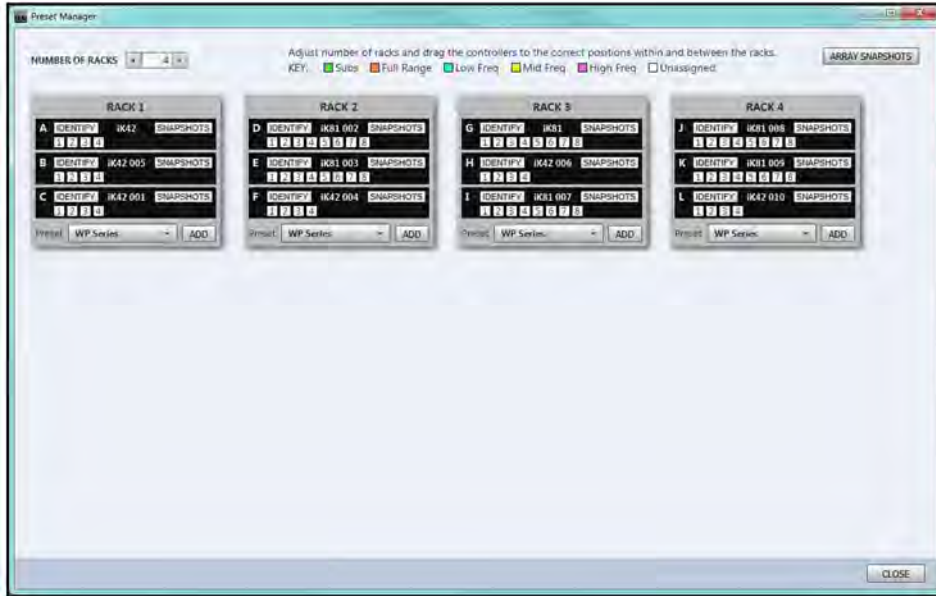 Preset Manager
NUMBER OF RACKS 4
Adjust number of racks and drag the controllers to the correct positions within and between the racks.
KEY: Subs Full Range Low Freq Mid Freq High Freq Unassigned
ARRAY SNAPSHOTS
RACK 1
A IDENTIFY iK42 SNAPSHOTS
1 2 3 4
B IDENTIFY iK42 005 SNAPSHOTS
1 2 3 4
C IDENTIFY iK42 001 SNAPSHOTS
1 2 3 4
Preset WP Series ADD
RACK 2
D IDENTIFY iK81 002 SNAPSHOTS
1 2 3 4 5 6 7 8
E IDENTIFY iK81 003 SNAPSHOTS
1 2 3 4 5 6 7 8
F IDENTIFY iK42 004 SNAPSHOTS
1 2 3 4
Preset WP Series ADD
RACK 3
G IDENTIFY iK81 SNAPSHOTS
1 2 3 4 5 6 7 8
H IDENTIFY iK42 006 SNAPSHOTS
1 2 3 4
I IDENTIFY iK81 007 SNAPSHOTS
1 2 3 4 5 6 7 8
Preset WP Series ADD
RACK 4
J IDENTIFY iK81 008 SNAPSHOTS
1 2 3 4 5 6 7 8
K IDENTIFY iK81 009 SNAPSHOTS
1 2 3 4 5 6 7 8
L IDENTIFY iK42 010 SNAPSHOTS
1 2 3 4
Preset WP Series ADD
CLOSE